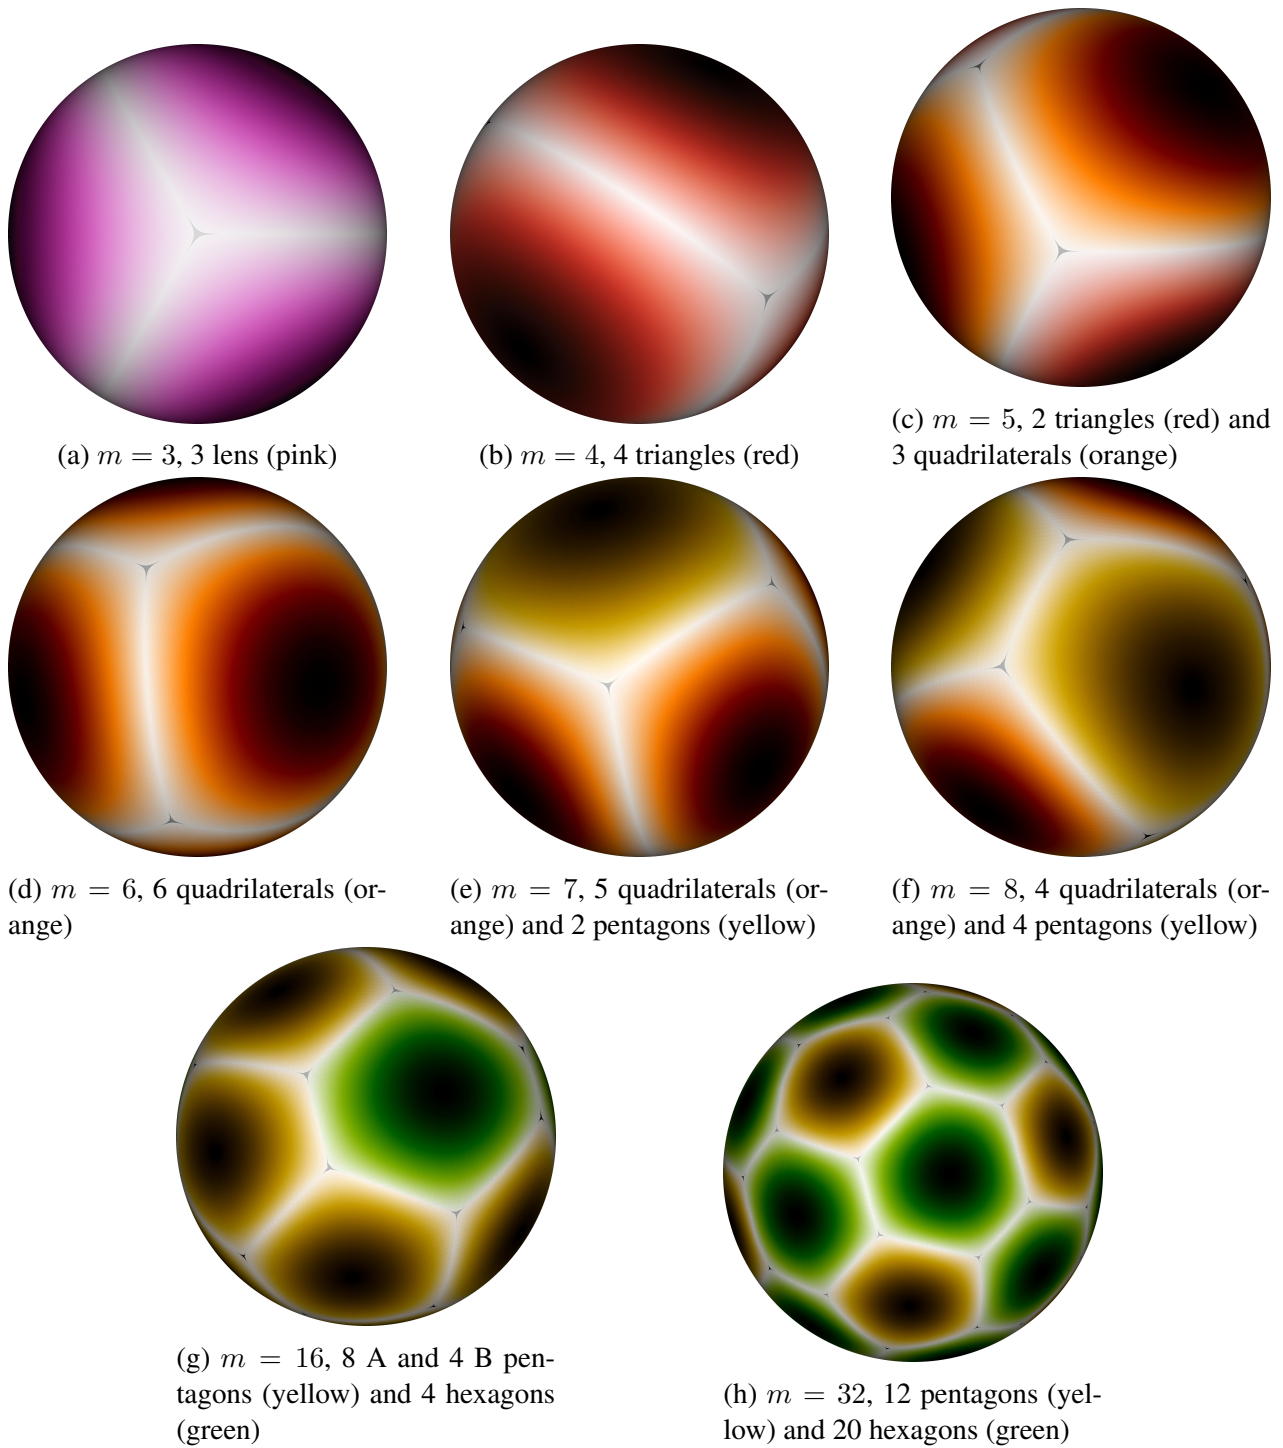 (a) m = 3, 3 lens (pink)
(b) m = 4, 4 triangles (red)
(c) m = 5, 2 triangles (red) and
3 quadrilaterals (orange)
(d) m = 6, 6 quadrilaterals (or-
ange)
(e) m = 7, 5 quadrilaterals (or-
ange) and 2 pentagons (yellow)
(f) m = 8, 4 quadrilaterals (or-
ange) and 4 pentagons (yellow)
(g) m = 16, 8 A and 4 B pen-
tagons (yellow) and 4 hexagons
(green)
(h) m = 32, 12 pentagons (yel-
low) and 20 hexagons (green)